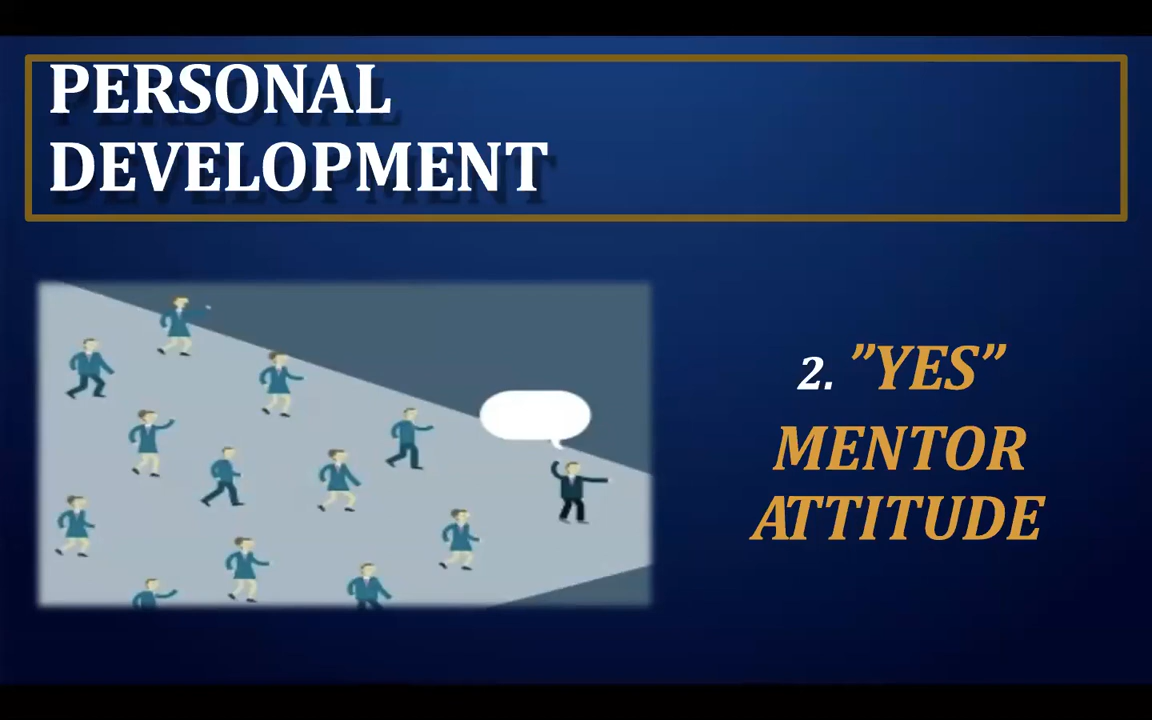 PERSONAL
DEVELOPMENT
2. ”YES”
MENTOR
ATTITUDE